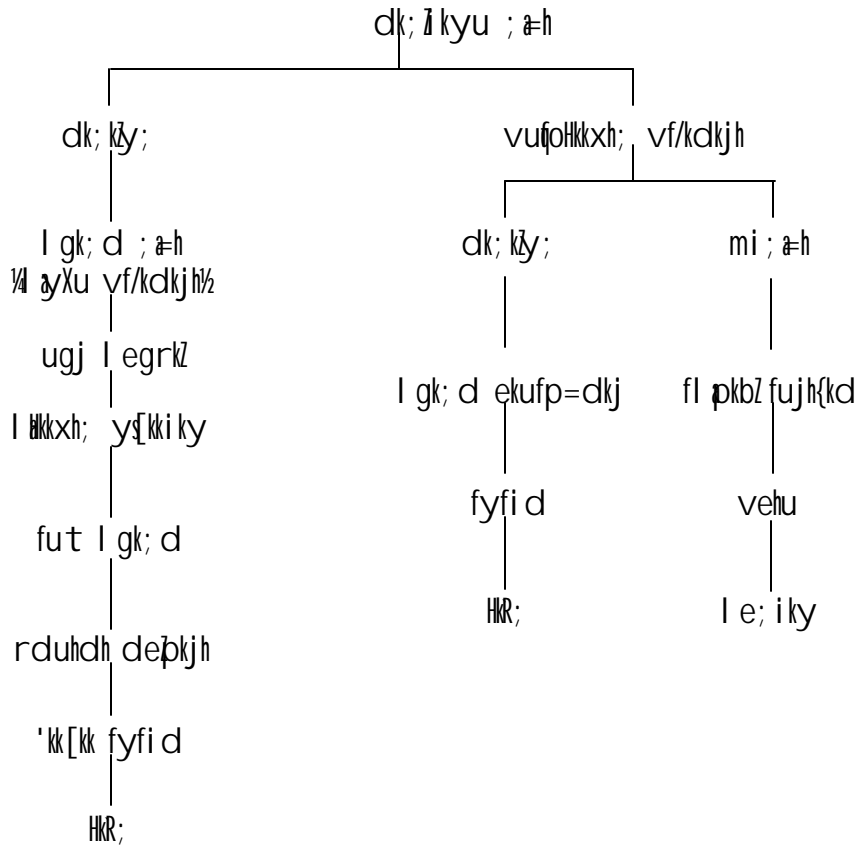 dk;Zikyu ;a=h
dk;kZy; vuqfoHkkxh; vf/kdkjh
lgk;d ;a=h dk;kZy; mi;a=h
¼layXu vf/kdkjh½
ugj legrkZ
lgk;d ekufp=dkj flapkbZ fujh{kd
laHkkxh; ys[kkiky
fyfid vehu
fut lgk;d
HkR; le;iky
rduhdh deZpkjh
'kk[kk fyfid
HkR;